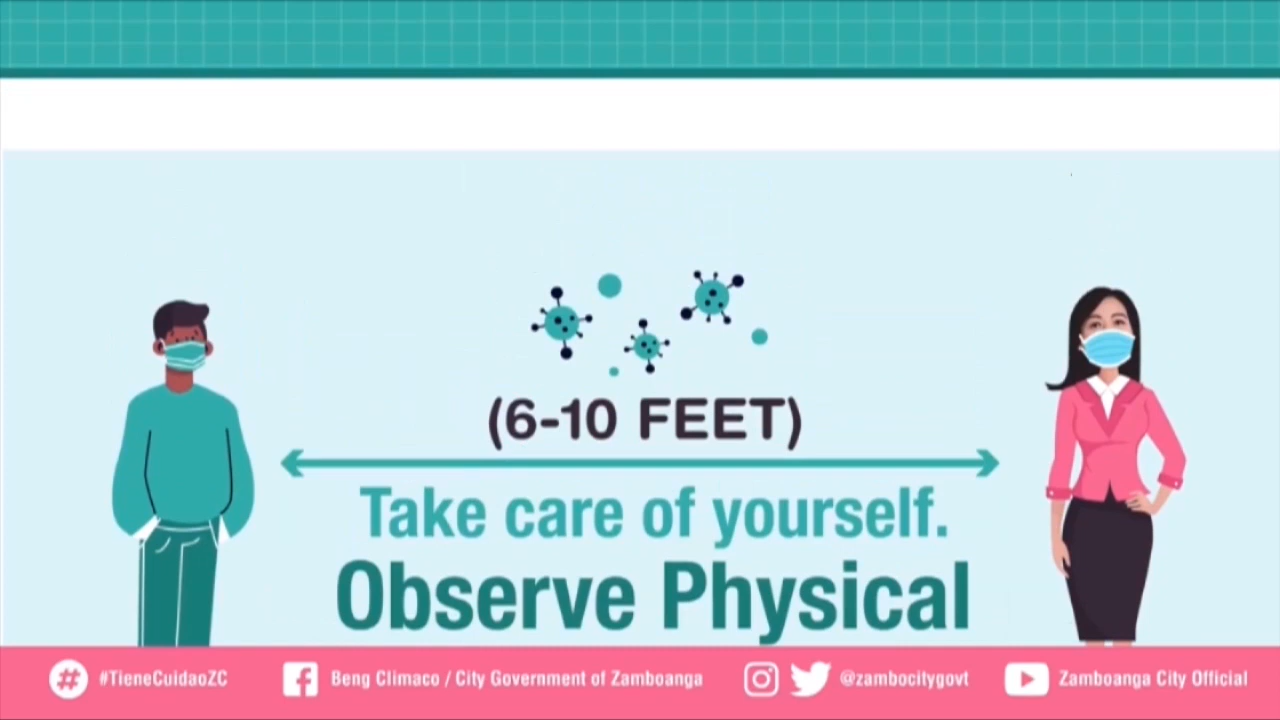 (6-10 FEET)
Take care of yourself.
Observe Physical
# #TieneCuidaoZC Beng Climaco / City Government of Zamboanga @zambocitygovt Zamboanga City Official